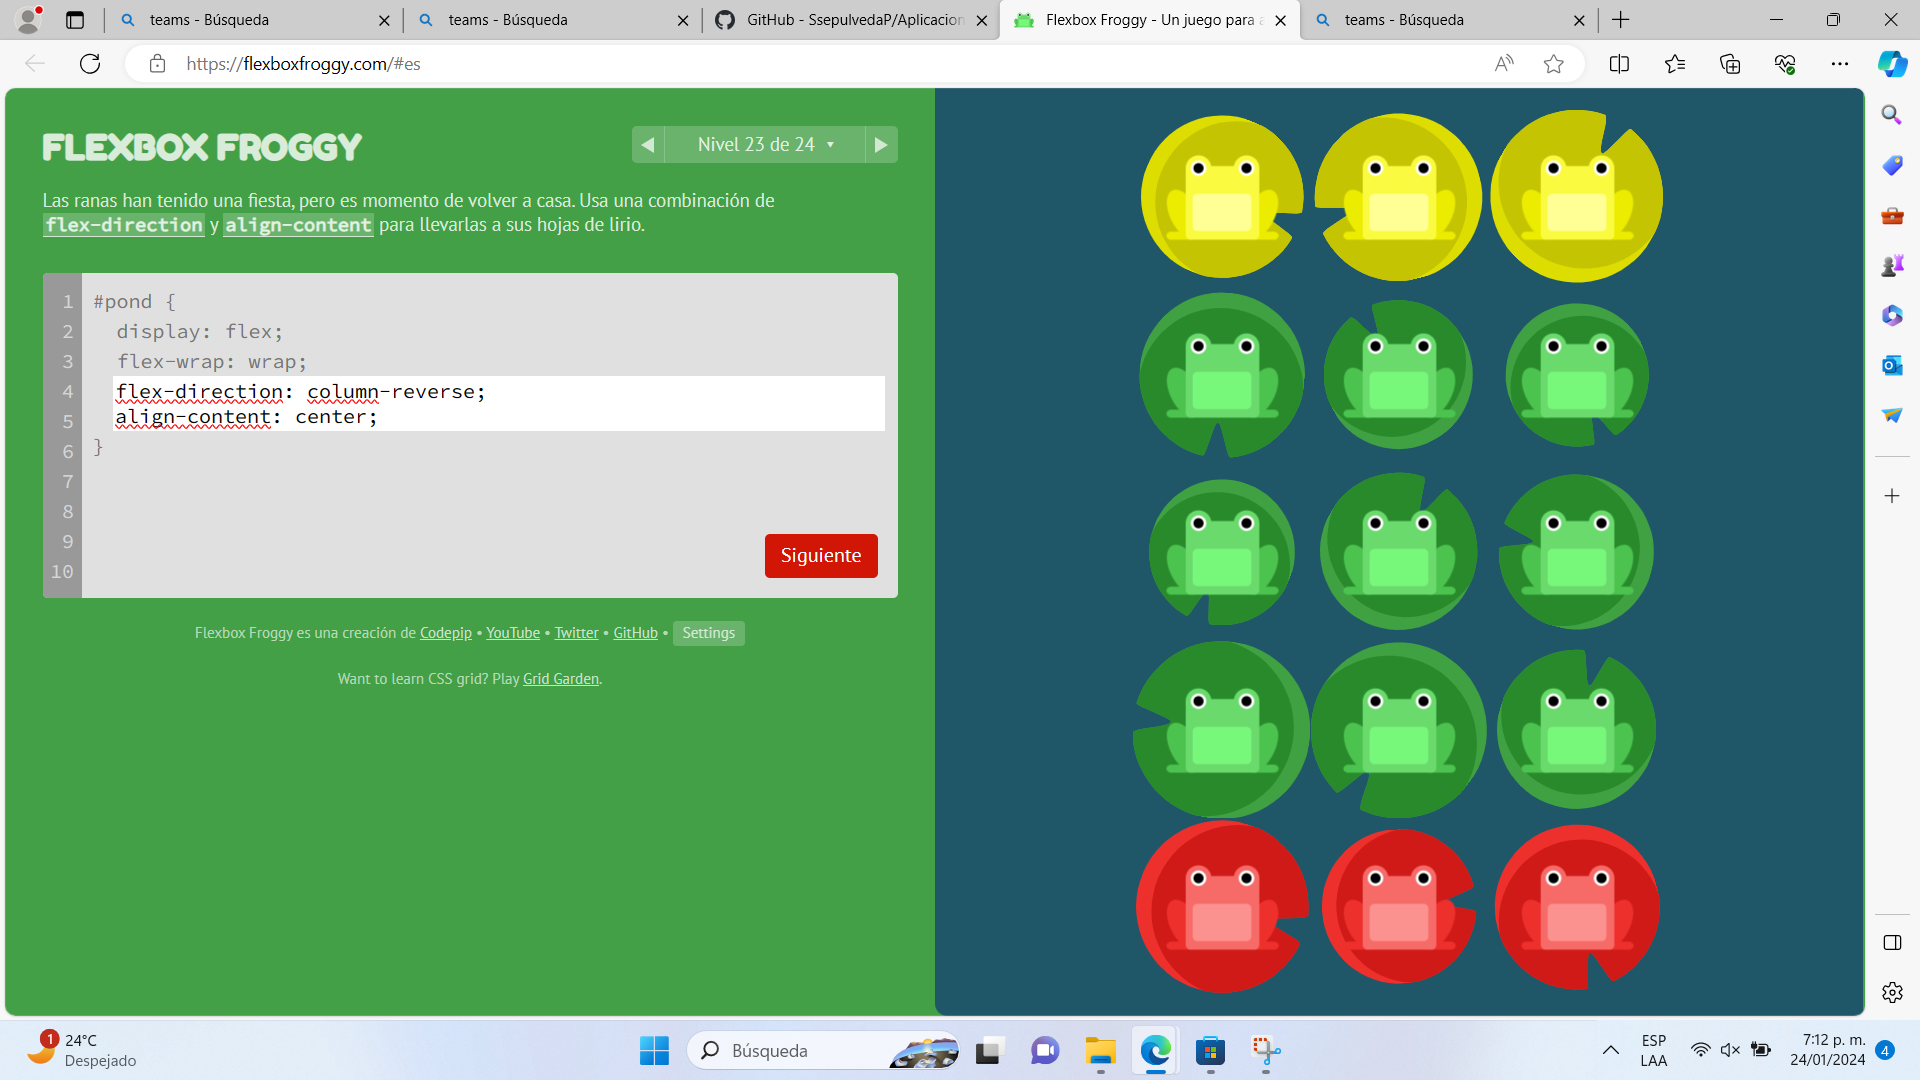 teams - Búsqueda
teams - Búsqueda
GitHub - SsepulvedaP/Aplicacion
Flexbox Froggy - Un juego para a
teams - Búsqueda
https://flexboxfroggy.com/#es
FLEXBOX FROGGY
Nivel 23 de 24
Las ranas han tenido una fiesta, pero es momento de volver a casa. Usa una combinación de
flex-direction y align-content para llevarlas a sus hojas de lirio.
1 #pond {
2 display: flex;
3 flex-wrap: wrap;
4 flex-direction: column-reverse;
5 align-content: center;
6 }
7
8
9
10
Siguiente
Flexbox Froggy es una creación de Codepip • YouTube • Twitter • GitHub • Settings
Want to learn CSS grid? Play Grid Garden.
1
24°C
Despejado
Búsqueda
ESP
LAA
7:12 p. m.
24/01/2024
4